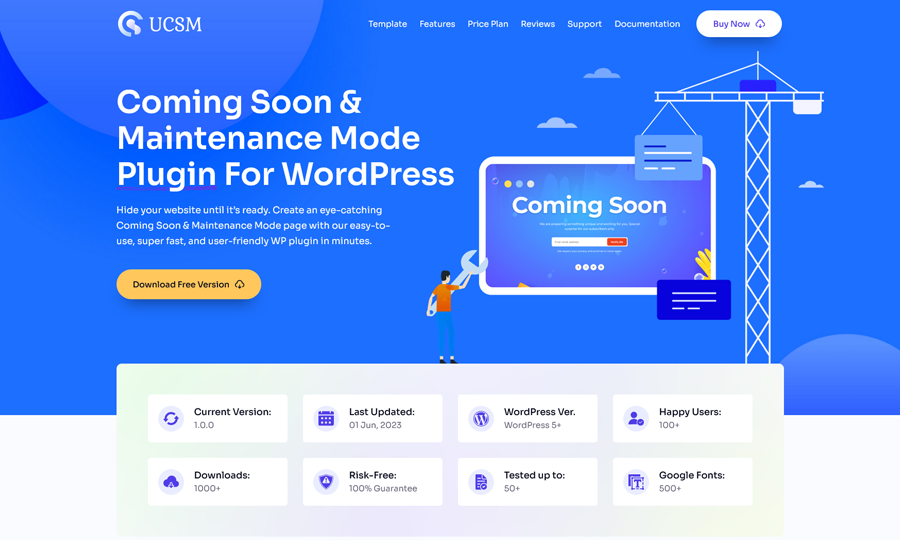 UCSM
Template Features Price Plan Reviews Support Documentation Buy Now
Coming Soon &
Maintenance Mode
Plugin For WordPress
Hide your website until it's ready. Create an eye-catching
Coming Soon & Maintenance Mode page with our easy-to-
use, super fast, and user-friendly WP plugin in minutes.
Download Free Version
Coming Soon
Current Version:
1.0.0
Last Updated:
01 Jun, 2023
WordPress Ver.
WordPress 5+
Happy Users:
100+
Downloads:
1000+
Risk-Free:
100% Guarantee
Tested up to:
50+
Google Fonts:
500+